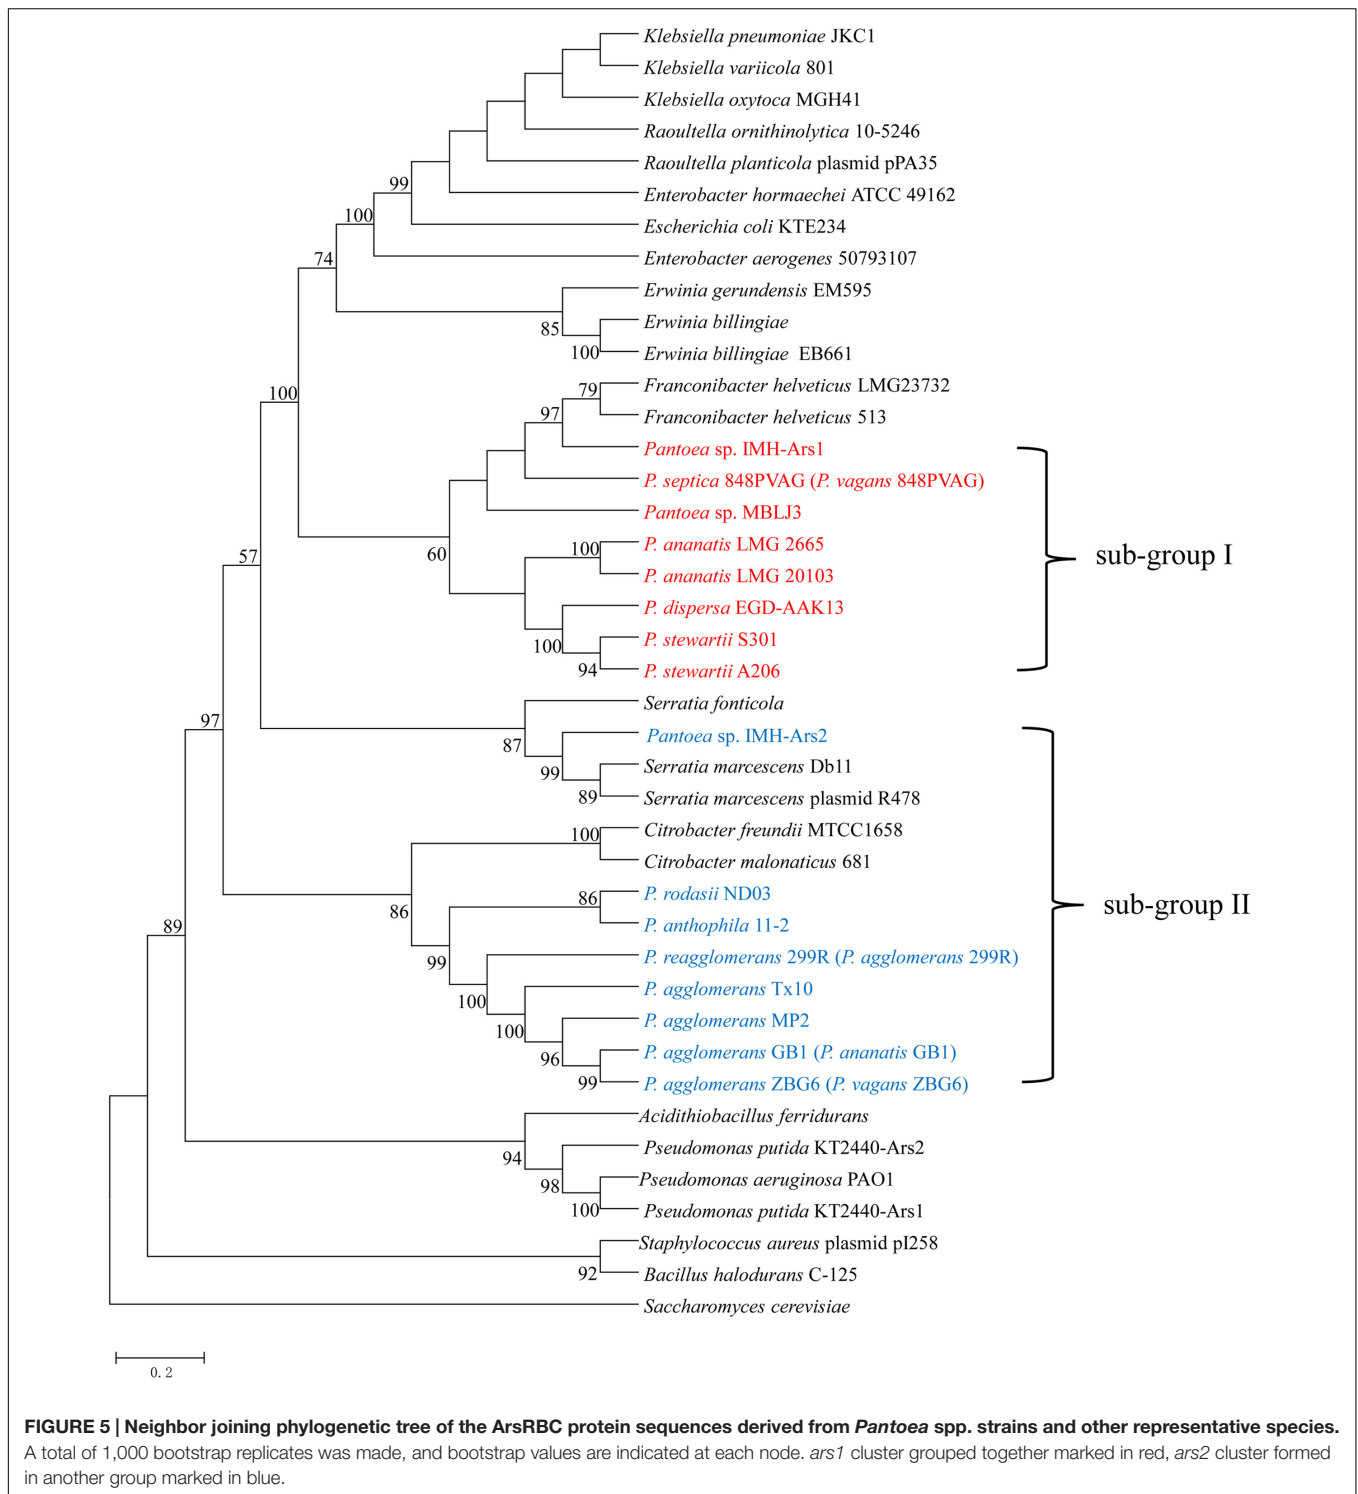 Klebsiella pneumoniae JKC1
Klebsiella variicola 801
Klebsiella oxytoca MGH41
Raoultella ornithinolytica 10-5246
Raoultella planticola plasmid pPA35
99
Enterobacter hormaechei ATCC 49162
100
Escherichia coli KTE234
74
Enterobacter aerogenes 50793107
Erwinia gerundensis EM595
85
Erwinia billingiae
100
Erwinia billingiae EB661
100
79
Franconibacter helveticus LMG23732
97
Franconibacter helveticus 513
Pantoea sp. IMH-Ars1
P. septica 848PVAG (P. vagans 848PVAG)
Pantoea sp. MBLJ3
60
100
P. ananatis LMG 2665
57
sub-group I
P. ananatis LMG 20103
P. dispersa EGD-AAK13
100
P. stewartii S301
94
P. stewartii A206
Serratia fonticola
97
87
Pantoea sp. IMH-Ars2
99
Serratia marcescens Db11
89
Serratia marcescens plasmid R478
100
Citrobacter freundii MTCC1658
Citrobacter malonaticus 681
86
86
P. rodasii ND03
sub-group II
89
P. anthophila 11-2
99
P. reagglomerans 299R (P. agglomerans 299R)
100
P. agglomerans Tx10
100
P. agglomerans MP2
96
P. agglomerans GB1 (P. ananatis GB1)
99
P. agglomerans ZBG6 (P. vagans ZBG6)
Acidithiobacillus ferridurans
94
Pseudomonas putida KT2440-Ars2
98
Pseudomonas aeruginosa PAO1
100
Pseudomonas putida KT2440-Ars1
Staphylococcus aureus plasmid pI258
92
Bacillus halodurans C-125
Saccharomyces cerevisiae
0.2
FIGURE 5 | Neighbor joining phylogenetic tree of the ArsRBC protein sequences derived from Pantoea spp. strains and other representative species.
A total of 1,000 bootstrap replicates was made, and bootstrap values are indicated at each node. ars1 cluster grouped together marked in red, ars2 cluster formed
in another group marked in blue.